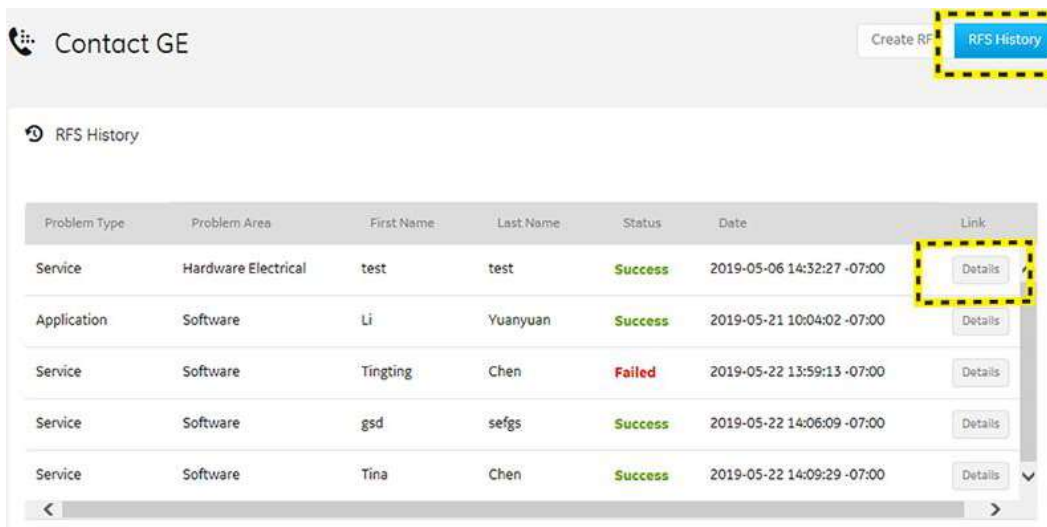 Contact GE
Create RF
RFS History
RFS History
Problem Type Problem Area First Name Last Name Status Date Link
Service Hardware Electrical test test Success 2019-05-06 14:32:27 -07:00 Details
Application Software Li Yuanyuan Success 2019-05-21 10:04:02 -07:00 Details
Service Software Tingting Chen Failed 2019-05-22 13:59:13 -07:00 Details
Service Software gsd sefgs Success 2019-05-22 14:06:09 -07:00 Details
Service Software Tina Chen Success 2019-05-22 14:09:29 -07:00 Details